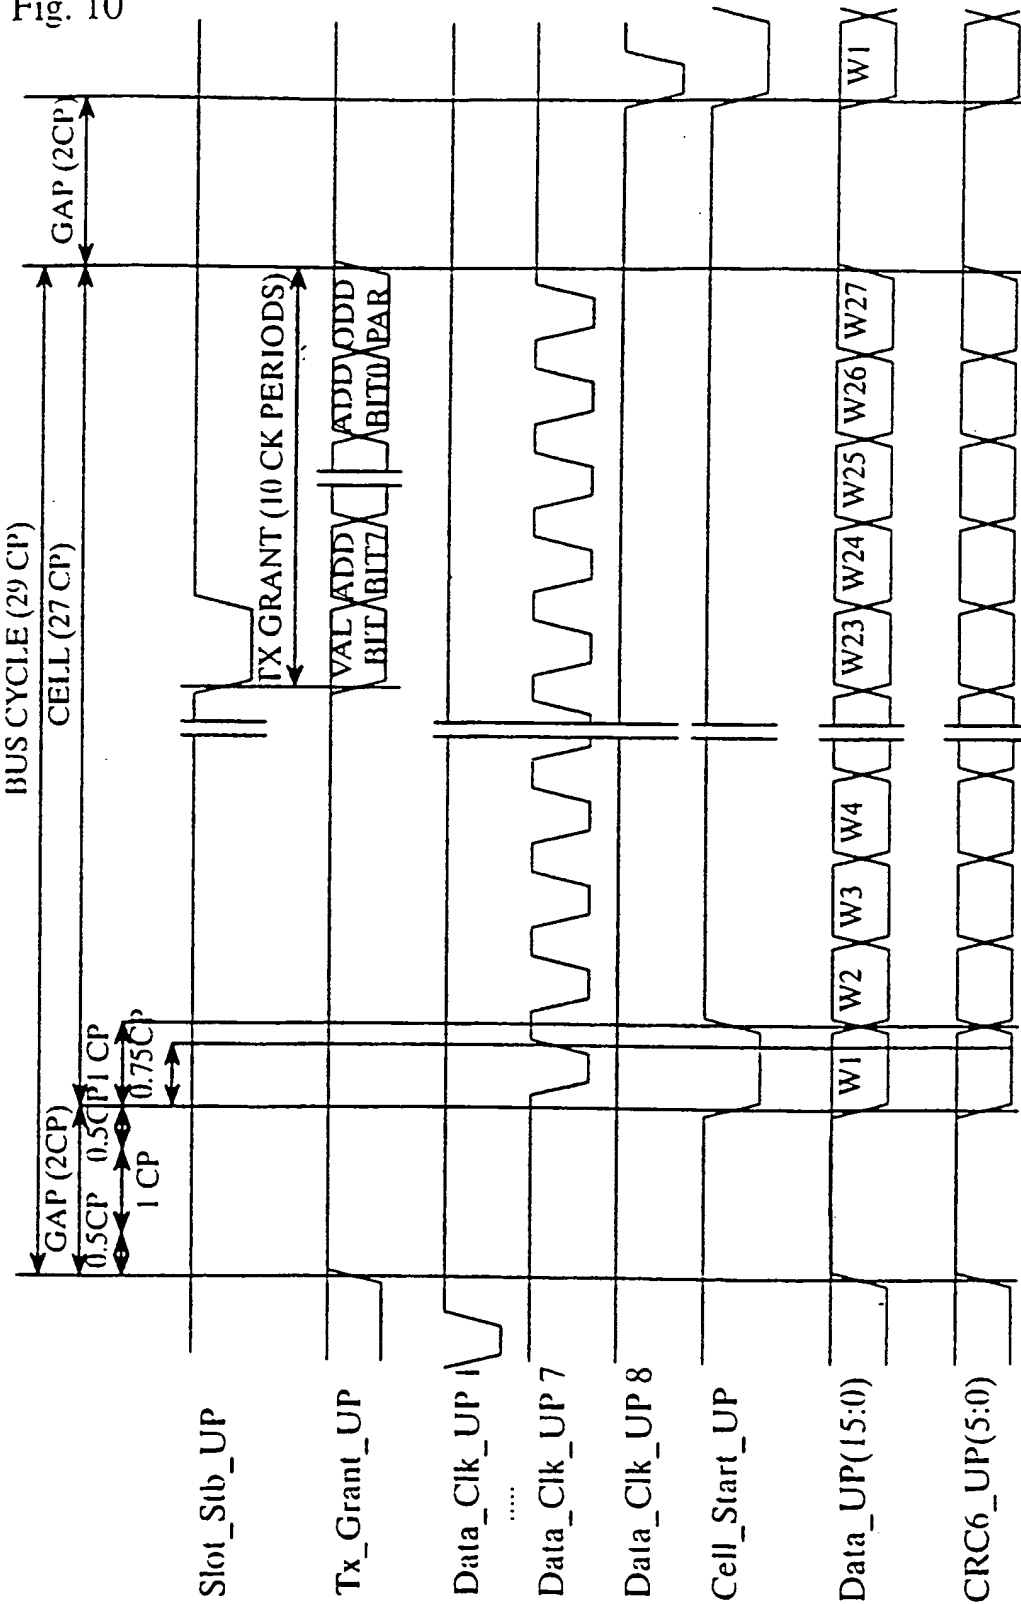 Fig. 10
BUS CYCLE (29 CP)
GAP (2CP)
CELL (27 CP)
GAP (2CP)
0.5CP
1 CP
0.5CP
1 CP
0.75CP
TX GRANT (10 CK PERIODS)
Slot_Stb_UP
Tx_Grant_UP
VAL BIT
ADD BIT7
ADD BIT0
ODD PAR
Data_Clk_UP 1
.....
Data_Clk_UP 7
Data_Clk_UP 8
Cell_Start_UP
Data_UP(15:0)
W1
W2
W3
W4
W23
W24
W25
W26
W27
W1
CRC6_UP(5:0)